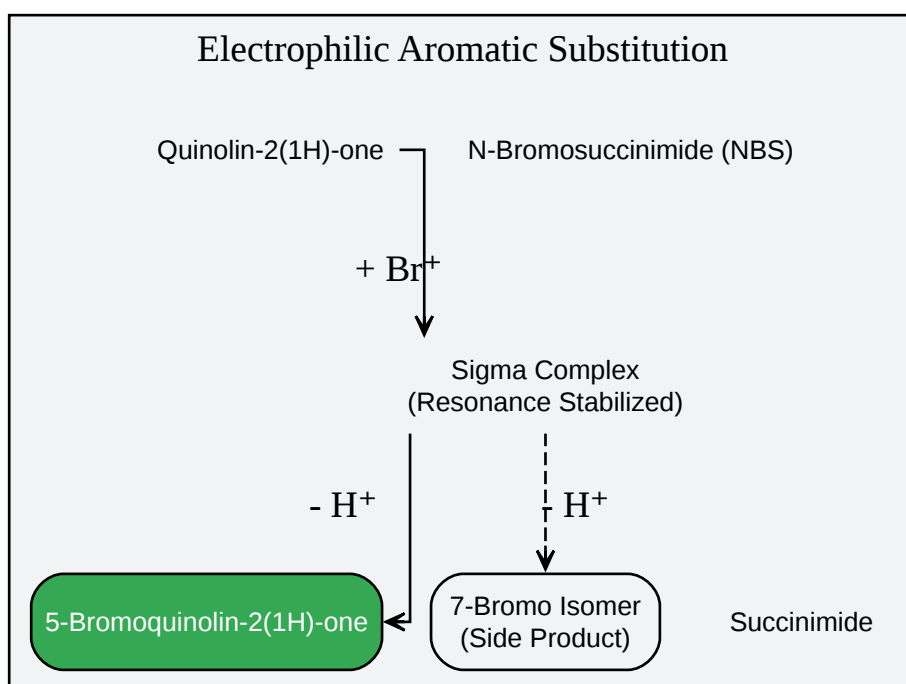 Electrophilic Aromatic Substitution
Quinolin-2(1H)-one
N-Bromosuccinimide (NBS)
+ Br⁺
Sigma Complex
(Resonance Stabilized)
- H⁺
- H⁺
5-Bromoquinolin-2(1H)-one
7-Bromo Isomer
(Side Product)
Succinimide